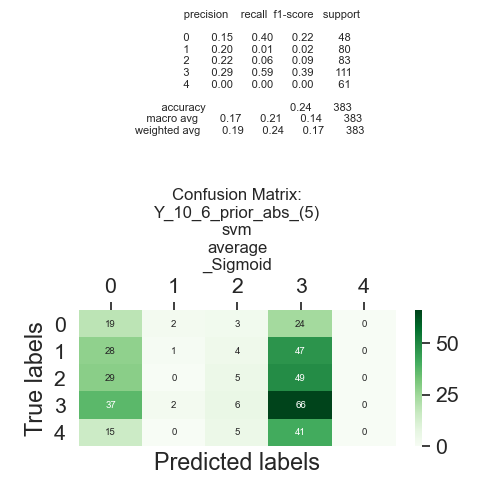 precision recall f1-score support
0 0.15 0.40 0.22 48
1 0.20 0.01 0.02 80
2 0.22 0.06 0.09 83
3 0.29 0.59 0.39 111
4 0.00 0.00 0.00 61
accuracy 0.24 383
macro avg 0.17 0.21 0.14 383
weighted avg 0.19 0.24 0.17 383
Confusion Matrix:
Y_10_6_prior_abs_(5)
svm
average
_Sigmoid
0 1 2 3 4
0 19 2 3 24 0
1 28 1 4 47 0
2 29 0 5 49 0
3 37 2 6 66 0
4 15 0 5 41 0
True labels
Predicted labels
50
25
0